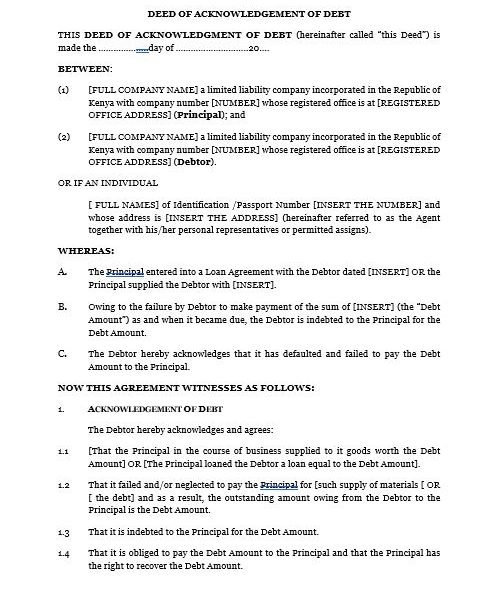 DEED OF ACKNOWLEDGEMENT OF DEBT
THIS DEED OF ACKNOWLEDGMENT OF DEBT (hereinafter called "this Deed") is
made the ....................day of ............................20....
BETWEEN:
(1) [FULL COMPANY NAME] a limited liability company incorporated in the Republic of
Kenya with company number [NUMBER] whose registered office is at [REGISTERED
OFFICE ADDRESS] (Principal); and
(2) [FULL COMPANY NAME] a limited liability company incorporated in the Republic of
Kenya with company number [NUMBER] whose registered office is at [REGISTERED
OFFICE ADDRESS] (Debtor).
OR IF AN INDIVIDUAL
[ FULL NAMES] of Identification /Passport Number [INSERT THE NUMBER] and
whose address is [INSERT THE ADDRESS] (hereinafter referred to as the Agent
together with his/her personal representatives or permitted assigns).
WHEREAS:
A. The Principal entered into a Loan Agreement with the Debtor dated [INSERT] OR the
Principal supplied the Debtor with [INSERT].
B. Owing to the failure by Debtor to make payment of the sum of [INSERT] (the "Debt
Amount") as and when it became due, the Debtor is indebted to the Principal for the
Debt Amount.
C. The Debtor hereby acknowledges that it has defaulted and failed to pay the Debt
Amount to the Principal.
NOW THIS AGREEMENT WITNESSES AS FOLLOWS:
1. ACKNOWLEDGEMENT OF DEBT
The Debtor hereby acknowledges and agrees:
1.1 [That the Principal in the course of business supplied to it goods worth the Debt
Amount] OR [The Principal loaned the Debtor a loan equal to the Debt Amount].
1.2 That it failed and/or neglected to pay the Principal for [such supply of materials [ OR
[ the debt] and as a result, the outstanding amount owing from the Debtor to the
Principal is the Debt Amount.
1.3 That it is indebted to the Principal for the Debt Amount.
1.4 That it is obliged to pay the Debt Amount to the Principal and that the Principal has
the right to recover the Debt Amount.